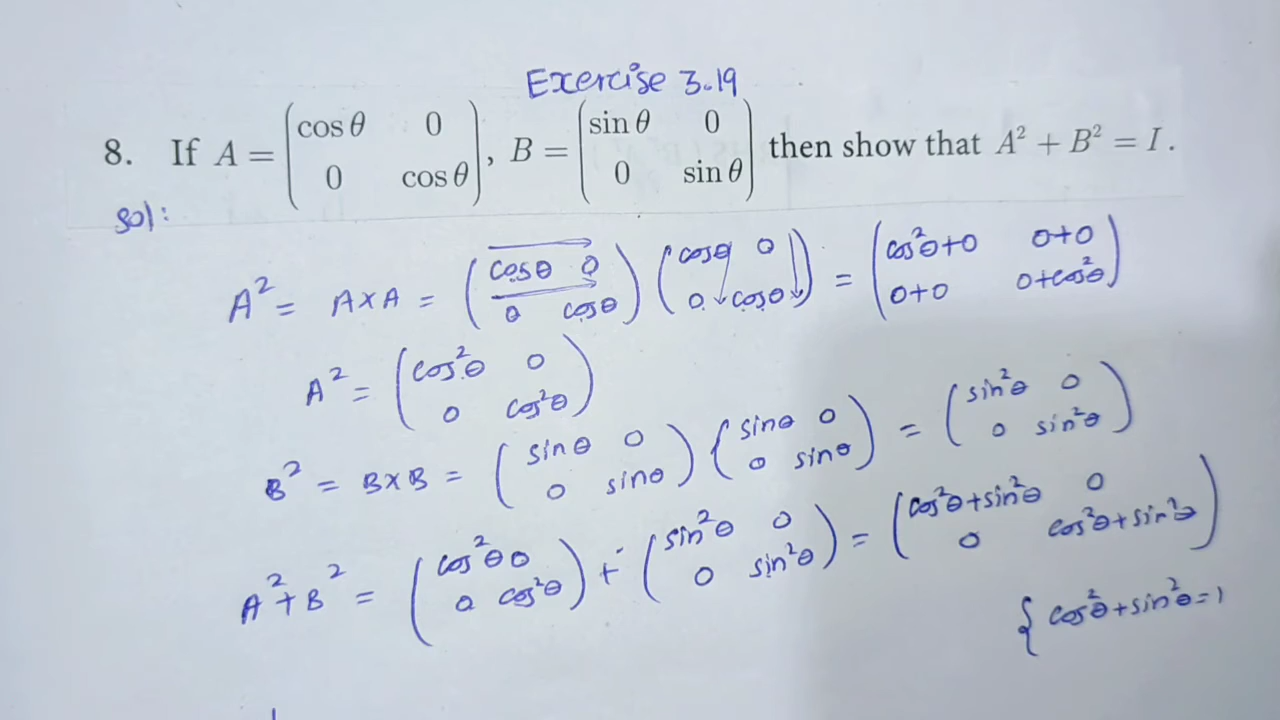 Exercise 3.19
8. If A = (cos θ 0 0 cos θ), B = (sin θ 0 0 sin θ) then show that A² + B² = I.
Sol:
A² = A×A = (cosθ 0 0 cosθ) (cosθ 0 0 cosθ) = (cos²θ+0 0+0 0+0 0+cos²θ)
A² = (cos²θ 0 0 cos²θ)
B² = B×B = (sinθ 0 0 sinθ) (sinθ 0 0 sinθ) = (sin²θ 0 0 sin²θ)
A²+B² = (cos²θ 0 0 cos²θ) + (sin²θ 0 0 sin²θ) = (cos²θ+sin²θ 0 0 cos²θ+sin²θ)
{ cos²θ+sin²θ=1